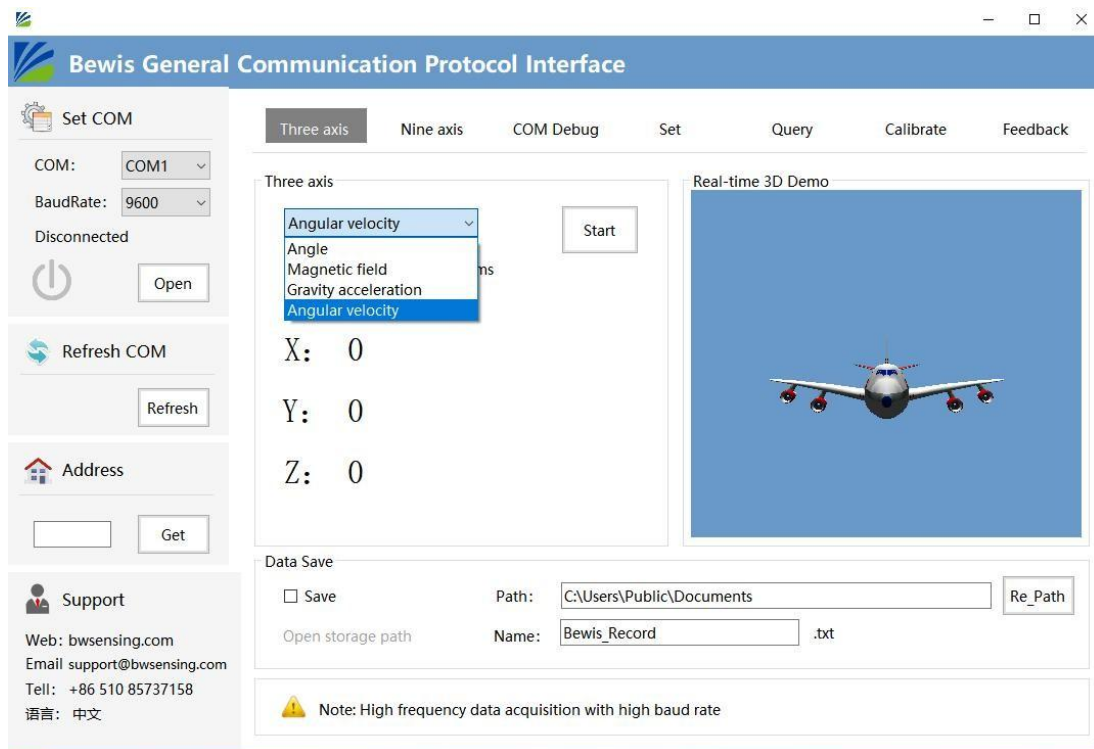 Bewis General Communication Protocol Interface
Set COM
COM: COM1
BaudRate: 9600
Disconnected
Open
Refresh COM
Refresh
Address
Get
Support
Web: bwsensing.com
Email support@bwsensing.com
Tell: +86 510 85737158
语言: 中文
Three axis Nine axis COM Debug Set Query Calibrate Feedback
Three axis
Angular velocity
Start
Angle
Magnetic field
ms
Gravity acceleration
Angular velocity
X: 0
Y: 0
Z: 0
Real-time 3D Demo
Data Save
Save
Path: C:\Users\Public\Documents
Re_Path
Open storage path
Name: Bewis_Record .txt
Note: High frequency data acquisition with high baud rate